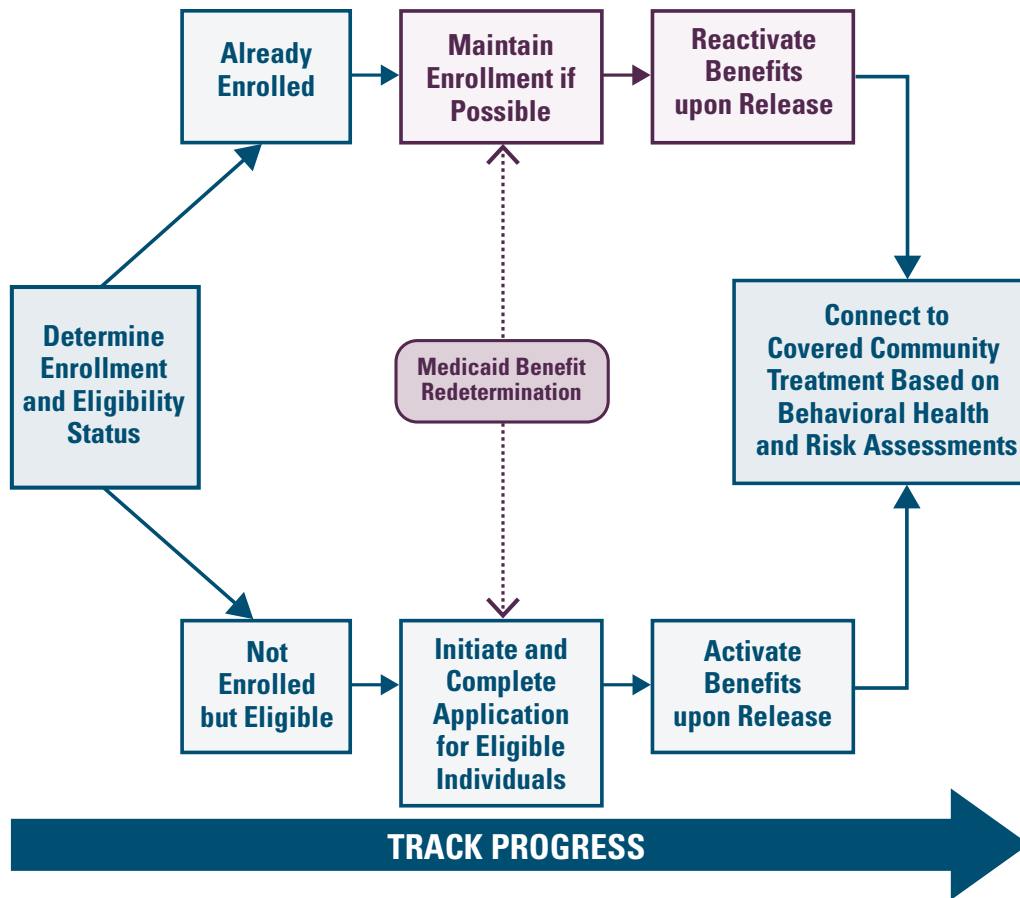 Already
Enrolled
Maintain
Enrollment if
Possible
Reactivate
Benefits
upon Release
Determine
Enrollment
and Eligibility
Status
Medicaid Benefit
Redetermination
Connect to
Covered Community
Treatment Based on
Behavioral Health
and Risk Assessments
Not
Enrolled
but Eligible
Initiate and
Complete
Application
for Eligible
Individuals
Activate
Benefits
upon Release
TRACK PROGRESS